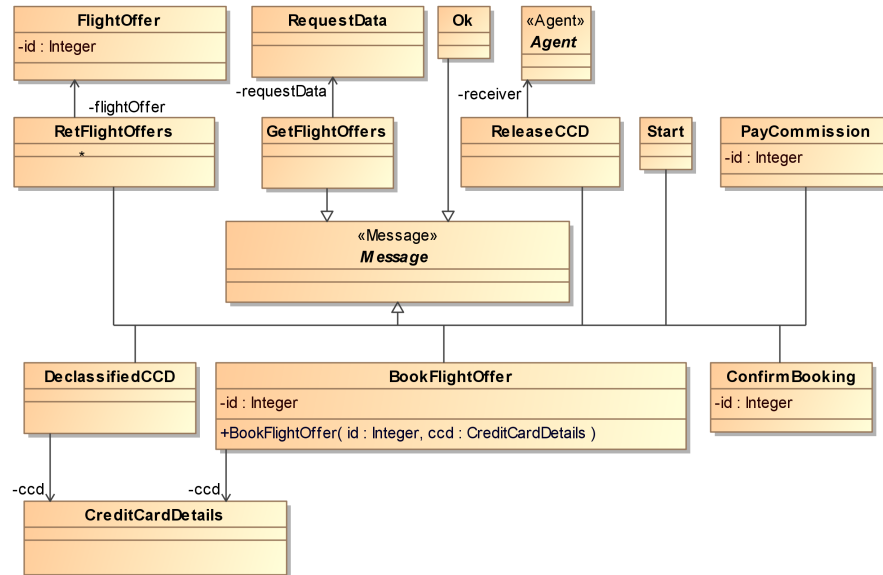 FlightOffer
-id : Integer
RequestData
Ok
«Agent»
Agent
-flightOffer
-requestData
-receiver
RetFlightOffers
*
GetFlightOffers
ReleaseCCD
Start
PayCommission
-id : Integer
«Message»
Message
DeclassifiedCCD
BookFlightOffer
-id : Integer
+BookFlightOffer( id : Integer, ccd : CreditCardDetails )
ConfirmBooking
-id : Integer
-ccd
-ccd
CreditCardDetails